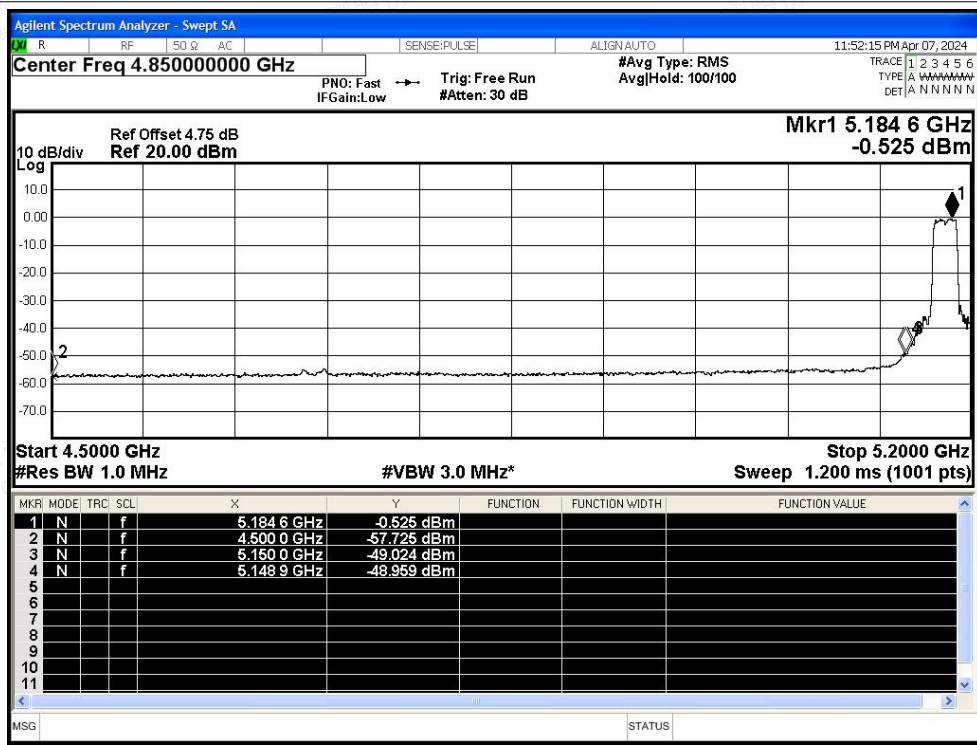 Agilent Spectrum Analyzer - Swept SA
LXI R RF 50 Ω AC SENSE:PULSE ALIGN AUTO 11:52:15 PM Apr 07, 2024
Center Freq 4.850000000 GHz #Avg Type: RMS TRACE 1 2 3 4 5 6
PNO: Fast Trig: Free Run Avg|Hold: 100/100 TYPE A WWWWW
IFGain:Low #Atten: 30 dB DET A N N N N N
Mkr1 5.184 6 GHz
-0.525 dBm
Ref Offset 4.75 dB
10 dB/div Ref 20.00 dBm
Log
10.0
0.00
-10.0
-20.0
-30.0
-40.0
-50.0
-60.0
-70.0
1
2
Start 4.5000 GHz Stop 5.2000 GHz
#Res BW 1.0 MHz #VBW 3.0 MHz* Sweep 1.200 ms (1001 pts)
MKR MODE TRC SCL X Y FUNCTION FUNCTION WIDTH FUNCTION VALUE
1 N f 5.184 6 GHz -0.525 dBm
2 N f 4.500 0 GHz -57.725 dBm
3 N f 5.150 0 GHz -49.024 dBm
4 N f 5.148 9 GHz -48.959 dBm
5
6
7
8
9
10
11
MSG STATUS